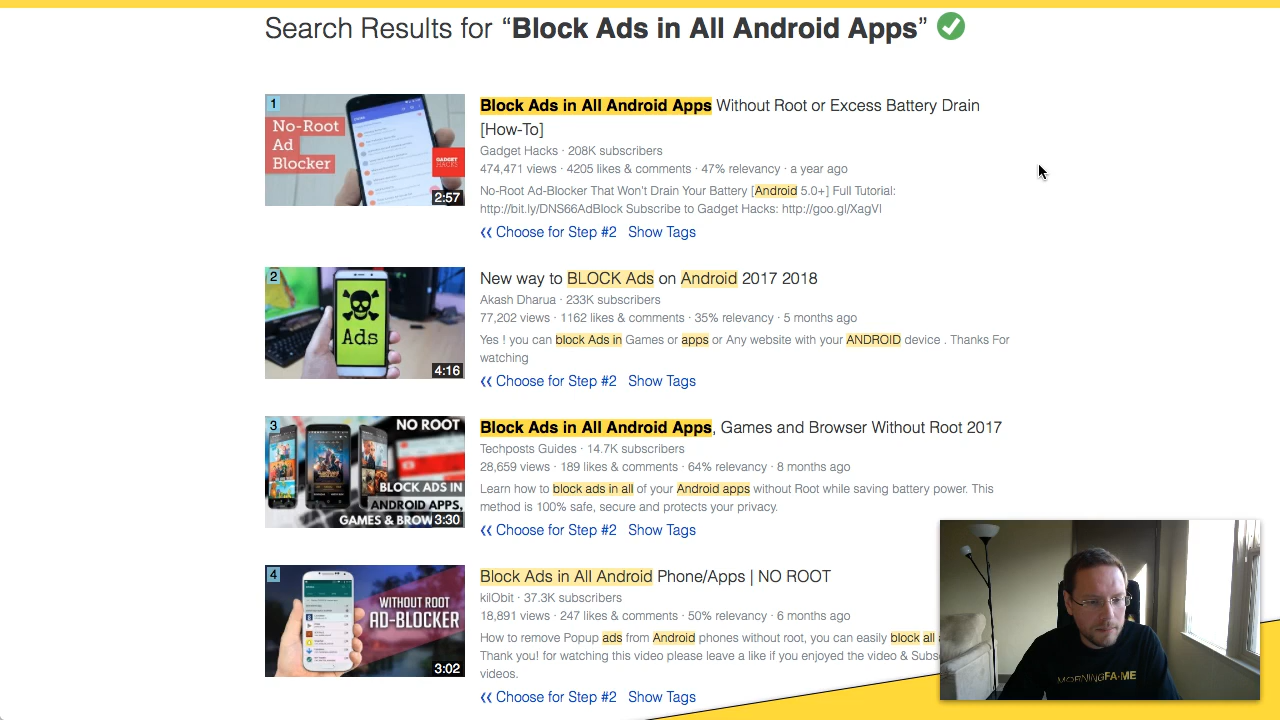 Search Results for “Block Ads in All Android Apps”
1
No-Root
Ad
Blocker
GADGET
HACKS
2:57
Block Ads in All Android Apps Without Root or Excess Battery Drain
[How-To]
Gadget Hacks · 208K subscribers
474,471 views · 4205 likes & comments · 47% relevancy · a year ago
No-Root Ad-Blocker That Won't Drain Your Battery [Android 5.0+] Full Tutorial:
http://bit.ly/DNS66AdBlock Subscribe to Gadget Hacks: http://goo.gl/XagVl
❮❮ Choose for Step #2 Show Tags
2
Ads
4:16
New way to BLOCK Ads on Android 2017 2018
Akash Dharua · 233K subscribers
77,202 views · 1162 likes & comments · 35% relevancy · 5 months ago
Yes ! you can block Ads in Games or apps or Any website with your ANDROID device . Thanks For
watching
❮❮ Choose for Step #2 Show Tags
3
NO ROOT
BLOCK ADS IN
ANDROID APPS,
GAMES & BROW
3:30
Block Ads in All Android Apps, Games and Browser Without Root 2017
Techposts Guides · 14.7K subscribers
28,659 views · 189 likes & comments · 64% relevancy · 8 months ago
Learn how to block ads in all of your Android apps without Root while saving battery power. This
method is 100% safe, secure and protects your privacy.
❮❮ Choose for Step #2 Show Tags
4
WITHOUT ROOT
AD-BLOCKER
3:02
Block Ads in All Android Phone/Apps | NO ROOT
kilObit · 37.3K subscribers
18,891 views · 247 likes & comments · 50% relevancy · 6 months ago
How to remove Popup ads from Android phones without root, you can easily block all
Thank you! for watching this video please leave a like if you enjoyed the video & Subs
videos.
❮❮ Choose for Step #2 Show Tags
MORNINGFA·ME